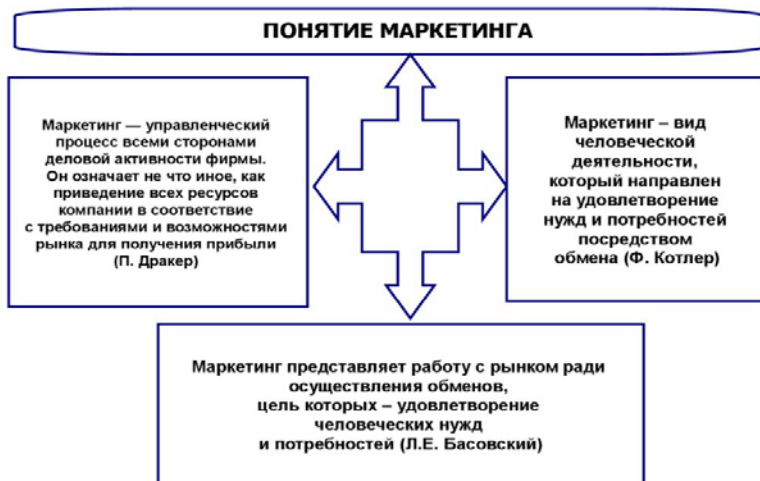 ПОНЯТИЕ МАРКЕТИНГА
Маркетинг — управленческий
процесс всеми сторонами
деловой активности фирмы.
Он означает не что иное, как
приведение всех ресурсов
компании в соответствие
с требованиями и возможностями
рынка для получения прибыли
(П. Дракер)
Маркетинг – вид
человеческой
деятельности,
который направлен
на удовлетворение
нужд и потребностей
посредством
обмена (Ф. Котлер)
Маркетинг представляет работу с рынком ради
осуществления обменов,
цель которых – удовлетворение
человеческих нужд
и потребностей (Л.Е. Басовский)